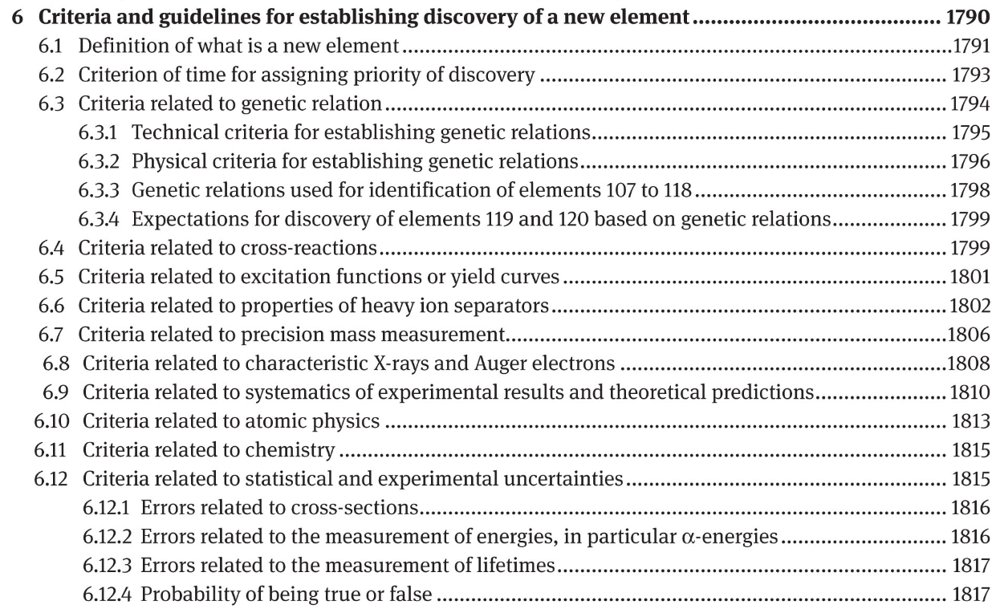 6 Criteria and guidelines for establishing discovery of a new element.................................... 1790
6.1 Definition of what is a new element....................................................................................1791
6.2 Criterion of time for assigning priority of discovery .............................................................. 1793
6.3 Criteria related to genetic relation...................................................................................... 1794
6.3.1 Technical criteria for establishing genetic relations...................................................... 1795
6.3.2 Physical criteria for establishing genetic relations........................................................ 1796
6.3.3 Genetic relations used for identification of elements 107 to 118...................................... 1798
6.3.4 Expectations for discovery of elements 119 and 120 based on genetic relations................. 1799
6.4 Criteria related to cross-reactions....................................................................................... 1799
6.5 Criteria related to excitation functions or yield curves........................................................... 1801
6.6 Criteria related to properties of heavy ion separators............................................................ 1802
6.7 Criteria related to precision mass measurement...................................................................1806
6.8 Criteria related to characteristic X-rays and Auger electrons ..................................................1808
6.9 Criteria related to systematics of experimental results and theoretical predictions.................... 1810
6.10 Criteria related to atomic physics ...................................................................................... 1813
6.11 Criteria related to chemistry ............................................................................................. 1815
6.12 Criteria related to statistical and experimental uncertainties.................................................. 1815
6.12.1 Errors related to cross-sections................................................................................. 1816
6.12.2 Errors related to the measurement of energies, in particular α-energies.......................... 1816
6.12.3 Errors related to the measurement of lifetimes............................................................ 1817
6.12.4 Probability of being true or false ............................................................................... 1817